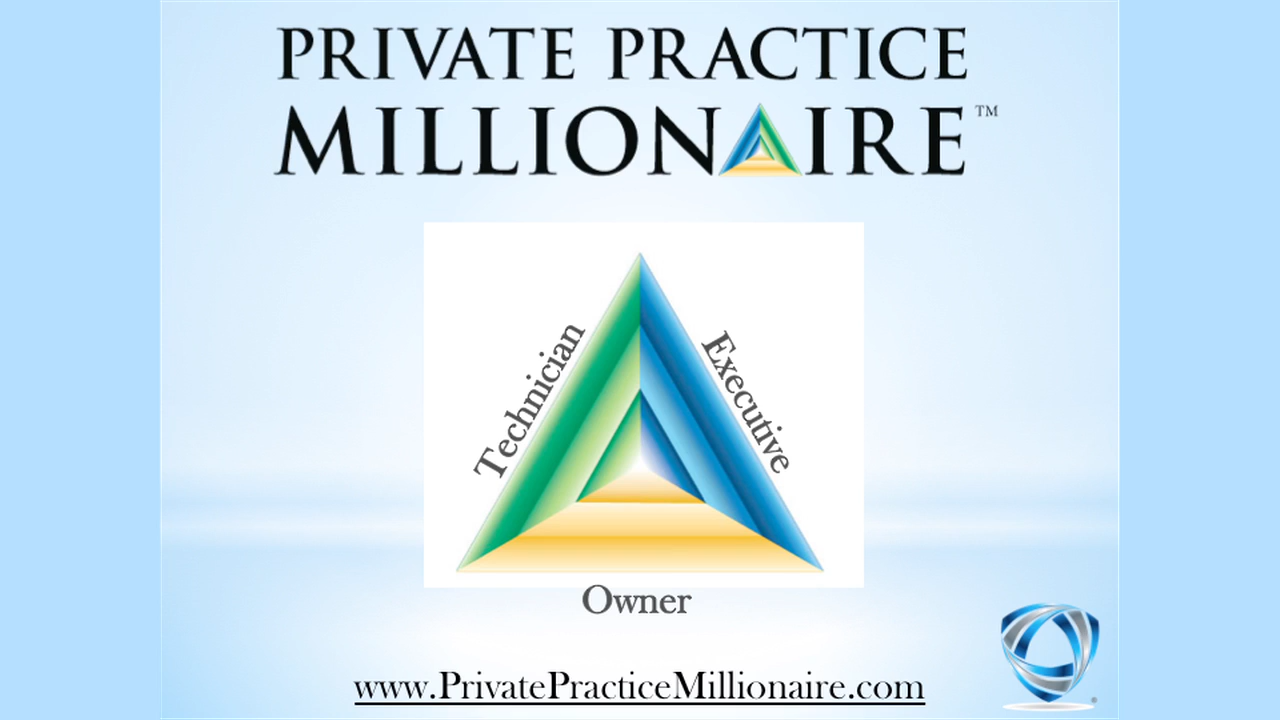 PRIVATE PRACTICE
MILLIONAIRE™
Technician
Executive
Owner
www.PrivatePracticeMillionaire.com
®